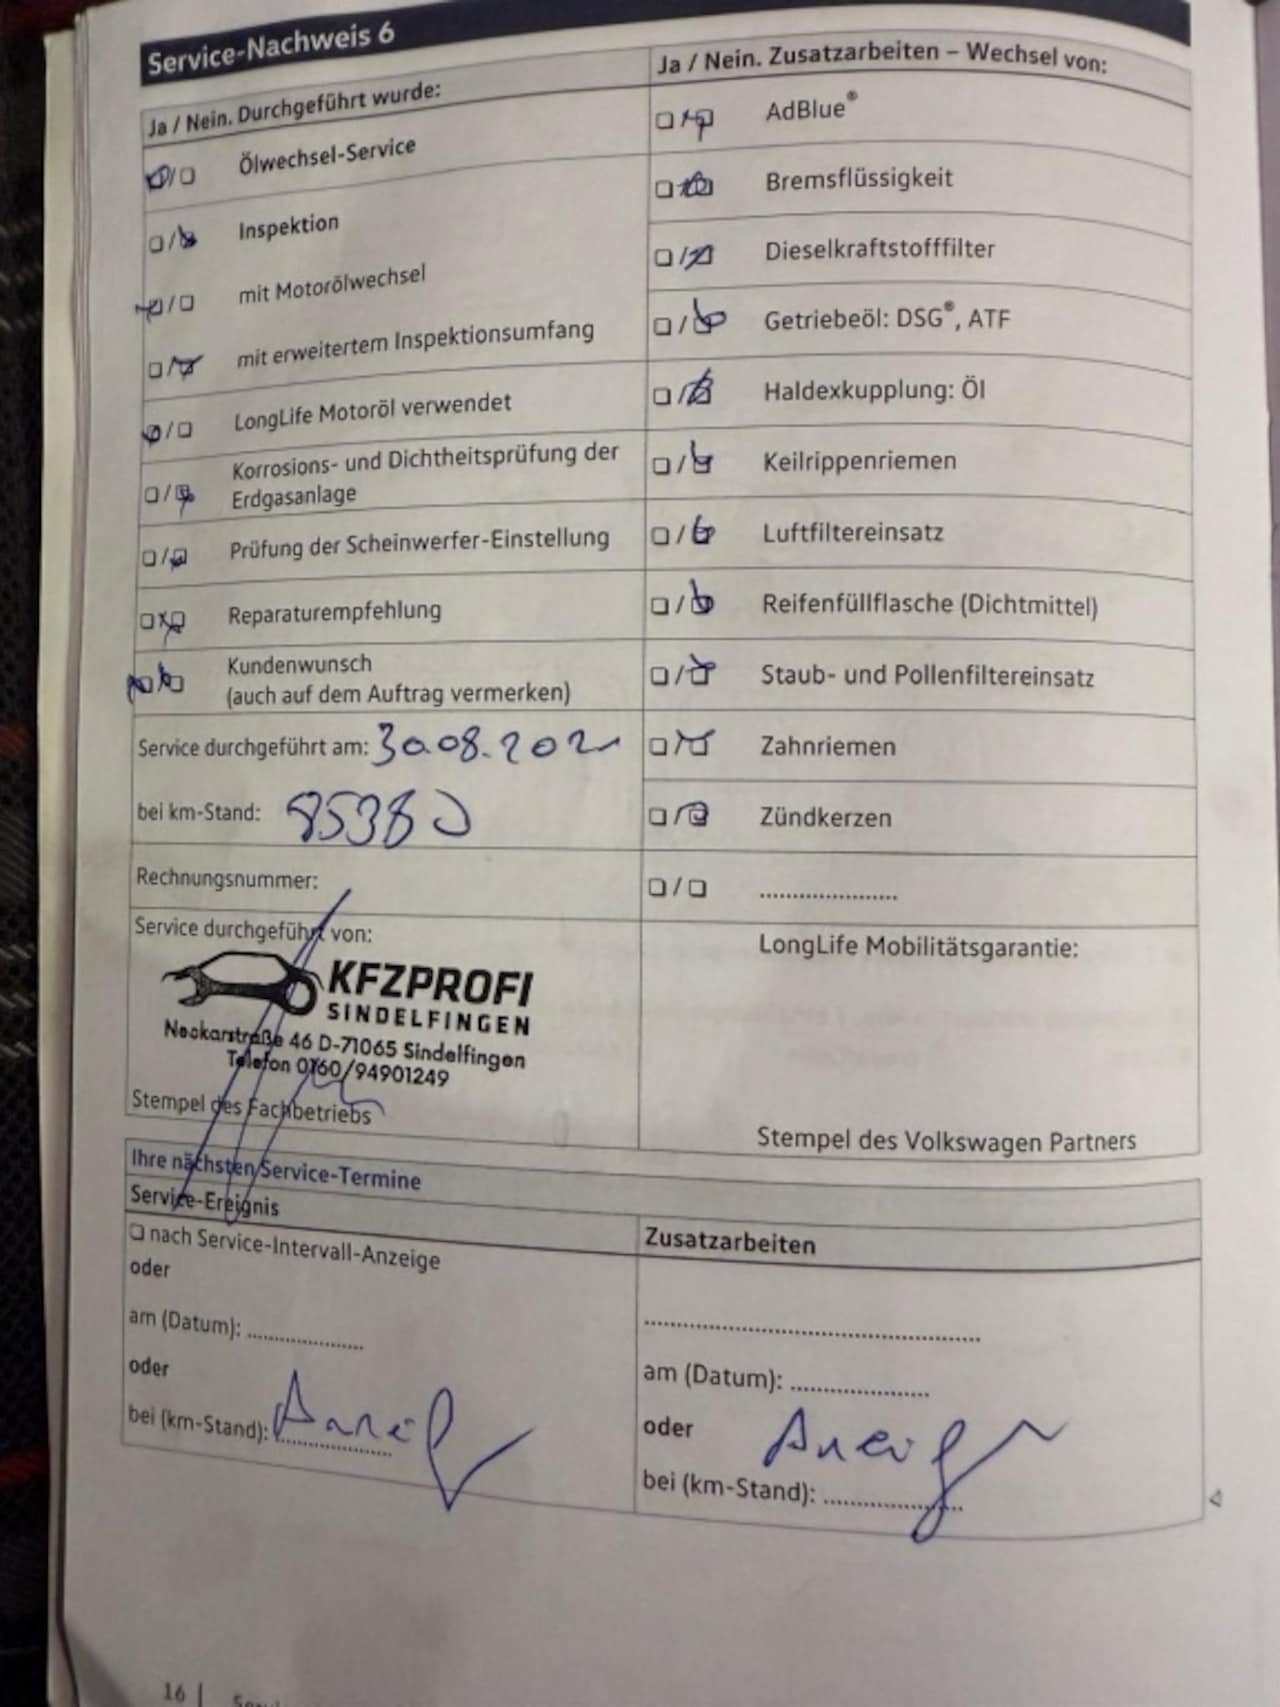 Service-Nachweis 6
Ja / Nein. Durchgeführt wurde:
Ölwechsel-Service
Inspektion
mit Motorölwechsel
mit erweitertem Inspektionsumfang
LongLife Motoröl verwendet
Korrosions- und Dichtheitsprüfung der
Erdgasanlage
Prüfung der Scheinwerfer-Einstellung
Reparaturempfehlung
Kundenwunsch
(auch auf dem Auftrag vermerken)
Service durchgeführt am: 30.08.202
bei km-Stand: 85380
Rechnungsnummer:
Service durchgeführt von:
KFZPROFI
SINDELFINGEN
Neckarstraße 46 D-71065 Sindelfingen
Telefon 0160/94901249
Stempel des Fachbetriebs
Ja / Nein. Zusatzarbeiten – Wechsel von:
AdBlue®
Bremsflüssigkeit
Dieselkraftstofffilter
Getriebeöl: DSG®, ATF
Haldexkupplung: Öl
Keilrippenriemen
Luftfiltereinsatz
Reifenfüllflasche (Dichtmittel)
Staub- und Pollenfiltereinsatz
Zahnriemen
Zündkerzen
....................
LongLife Mobilitätsgarantie:
Stempel des Volkswagen Partners
Ihre nächsten Service-Termine
Service-Ereignis
nach Service-Intervall-Anzeige
oder
am (Datum): .................
oder
bei (km-Stand): .................
Zusatzarbeiten
.................................................
am (Datum): ....................
oder
bei (km-Stand): ....................
16 |